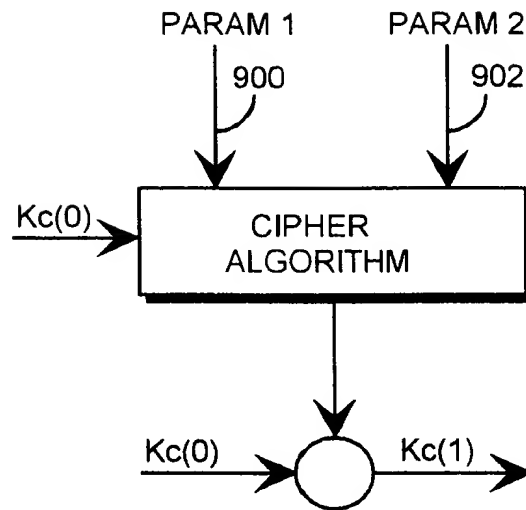 PARAM 1
PARAM 2
900
902
Kc(0)
CIPHER
ALGORITHM
Kc(0)
Kc(1)